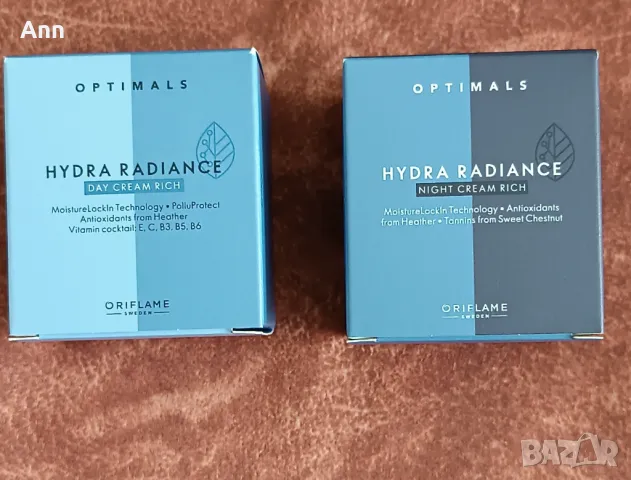 Ann
OPTIMALS
HYDRA RADIANCE
DAY CREAM RICH
MoistureLockIn Technology • PolluProtect
Antioxidants from Heather
Vitamin cocktail: E, C, B3, B5, B6
ORIFLAME
SWEDEN
OPTIMALS
HYDRA RADIANCE
NIGHT CREAM RICH
MoistureLockIn Technology • Antioxidants
from Heather • Tannins from Sweet Chestnut
ORIFLAME
SWEDEN
BAZAR